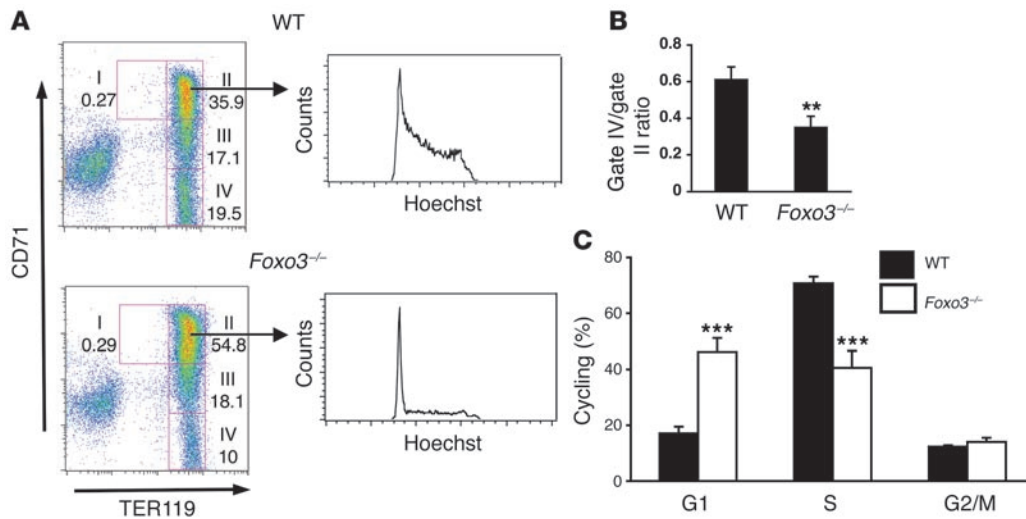 A
WT
CD71
I
0.27
II
35.9
III
17.1
IV
19.5
Counts
Hoechst
Foxo3⁻/⁻
I
0.29
II
54.8
III
18.1
IV
10
Counts
Hoechst
TER119
B
Gate IV/gate
II ratio
0.8
0.6
0.4
0.2
0
**
WT
Foxo3⁻/⁻
C
Cycling (%)
80
60
40
20
0
WT
Foxo3⁻/⁻
***
***
G1
S
G2/M